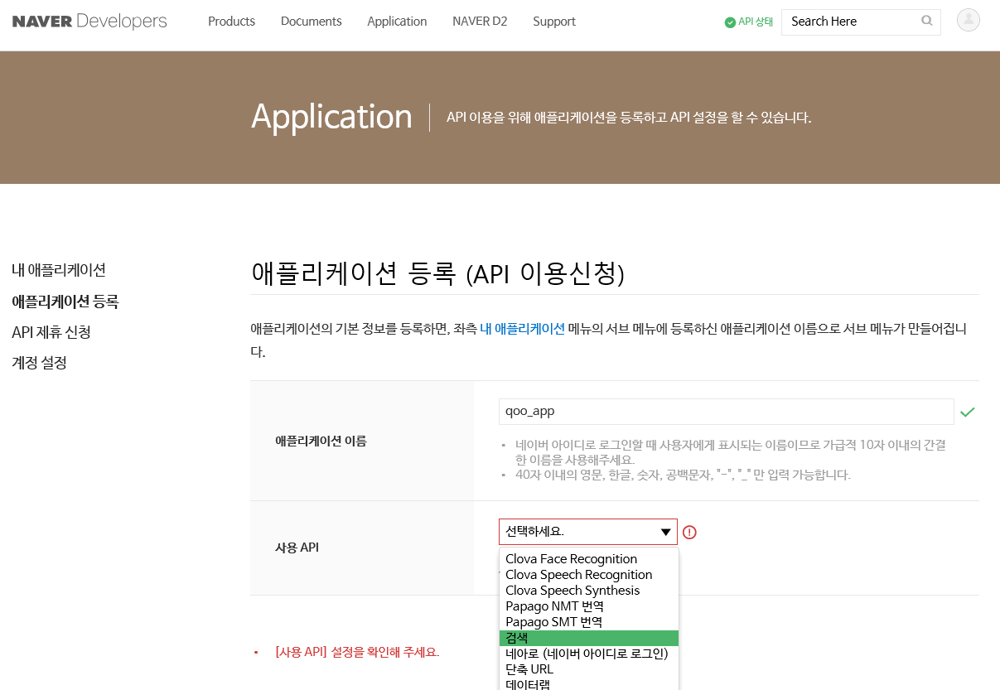 NAVER Developers
Products
Documents
Application
NAVER D2
Support
API 상태
Search Here
Application
API 이용을 위해 애플리케이션을 등록하고 API 설정을 할 수 있습니다.
내 애플리케이션
애플리케이션 등록
API 제휴 신청
계정 설정
애플리케이션 등록 (API 이용신청)
애플리케이션의 기본 정보를 등록하면, 좌측 내 애플리케이션 메뉴의 서브 메뉴에 등록하신 애플리케이션 이름으로 서브 메뉴가 만들어집니
다.
애플리케이션 이름
qoo_app
• 네이버 아이디로 로그인할 때 사용자에게 표시되는 이름이므로 가급적 10자 이내의 간결
한 이름을 사용해주세요.
• 40자 이내의 영문, 한글, 숫자, 공백문자, "-", "_" 만 입력 가능합니다.
사용 API
선택하세요.
Clova Face Recognition
Clova Speech Recognition
Clova Speech Synthesis
Papago NMT 번역
Papago SMT 번역
검색
네아로 (네이버 아이디로 로그인)
단축 URL
데이터랩
• [사용 API] 설정을 확인해 주세요.